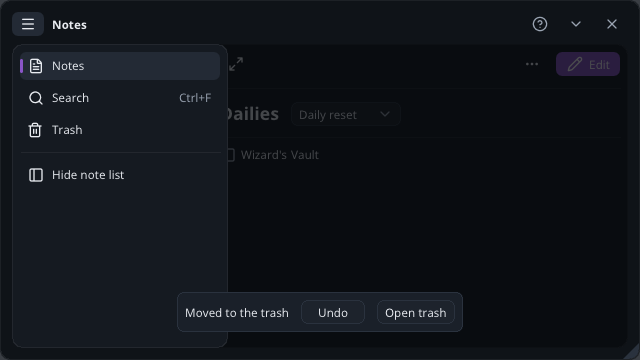 Notes
Notes
Edit
Search Ctrl+F
Dailies Daily reset
Trash
Wizard's Vault
Hide note list
Moved to the trash Undo Open trash